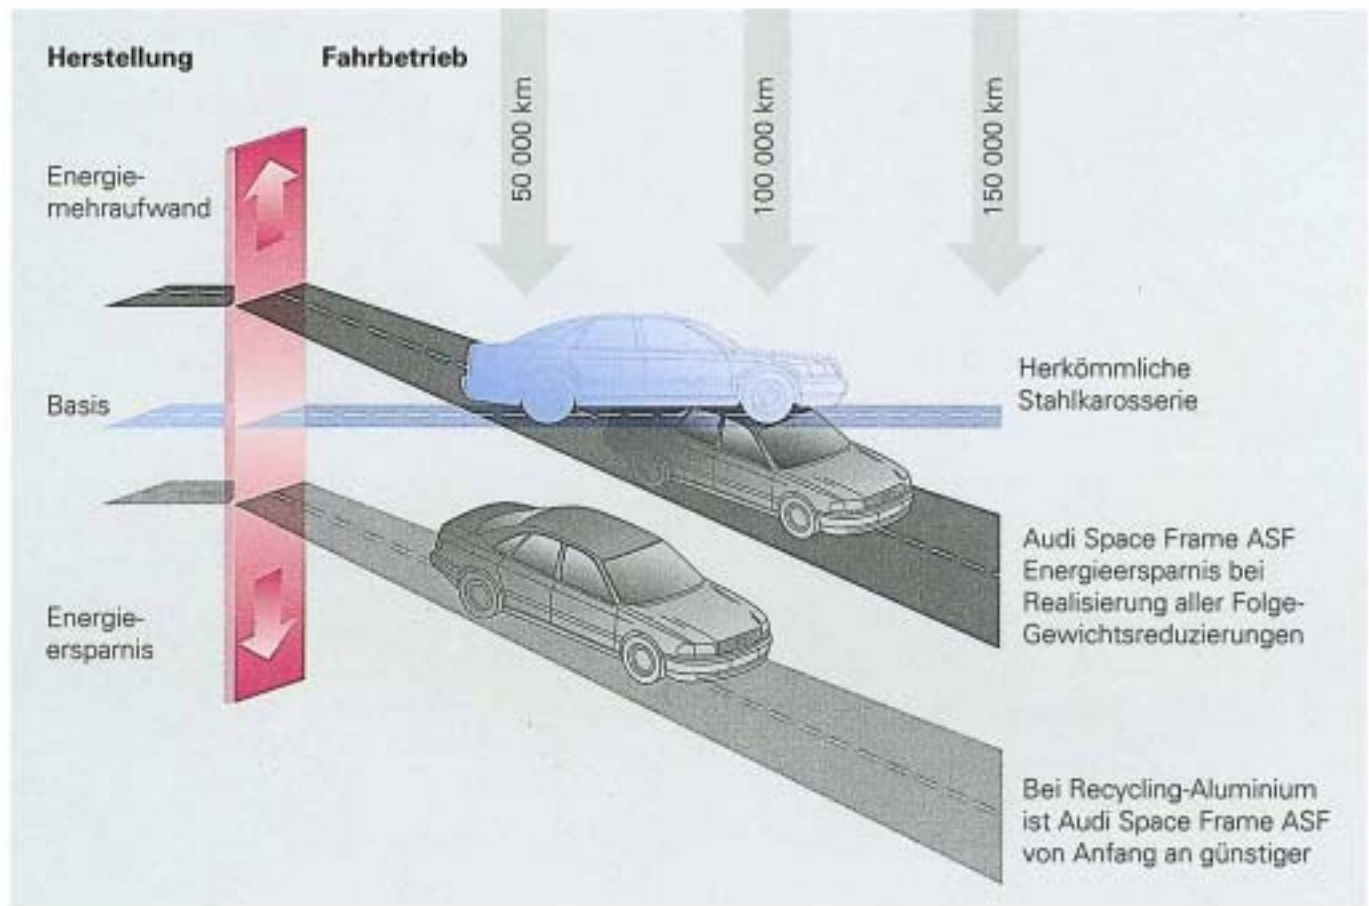 Herstellung
Fahrbetrieb
50 000 km
100 000 km
150 000 km
Energie-
mehraufwand
Basis
Energie-
ersparnis
Herkömmliche
Stahlkarosserie
Audi Space Frame ASF
Energieersparnis bei
Realisierung aller Folge-
Gewichtsreduzierungen
Bei Recycling-Aluminium
ist Audi Space Frame ASF
von Anfang an günstiger